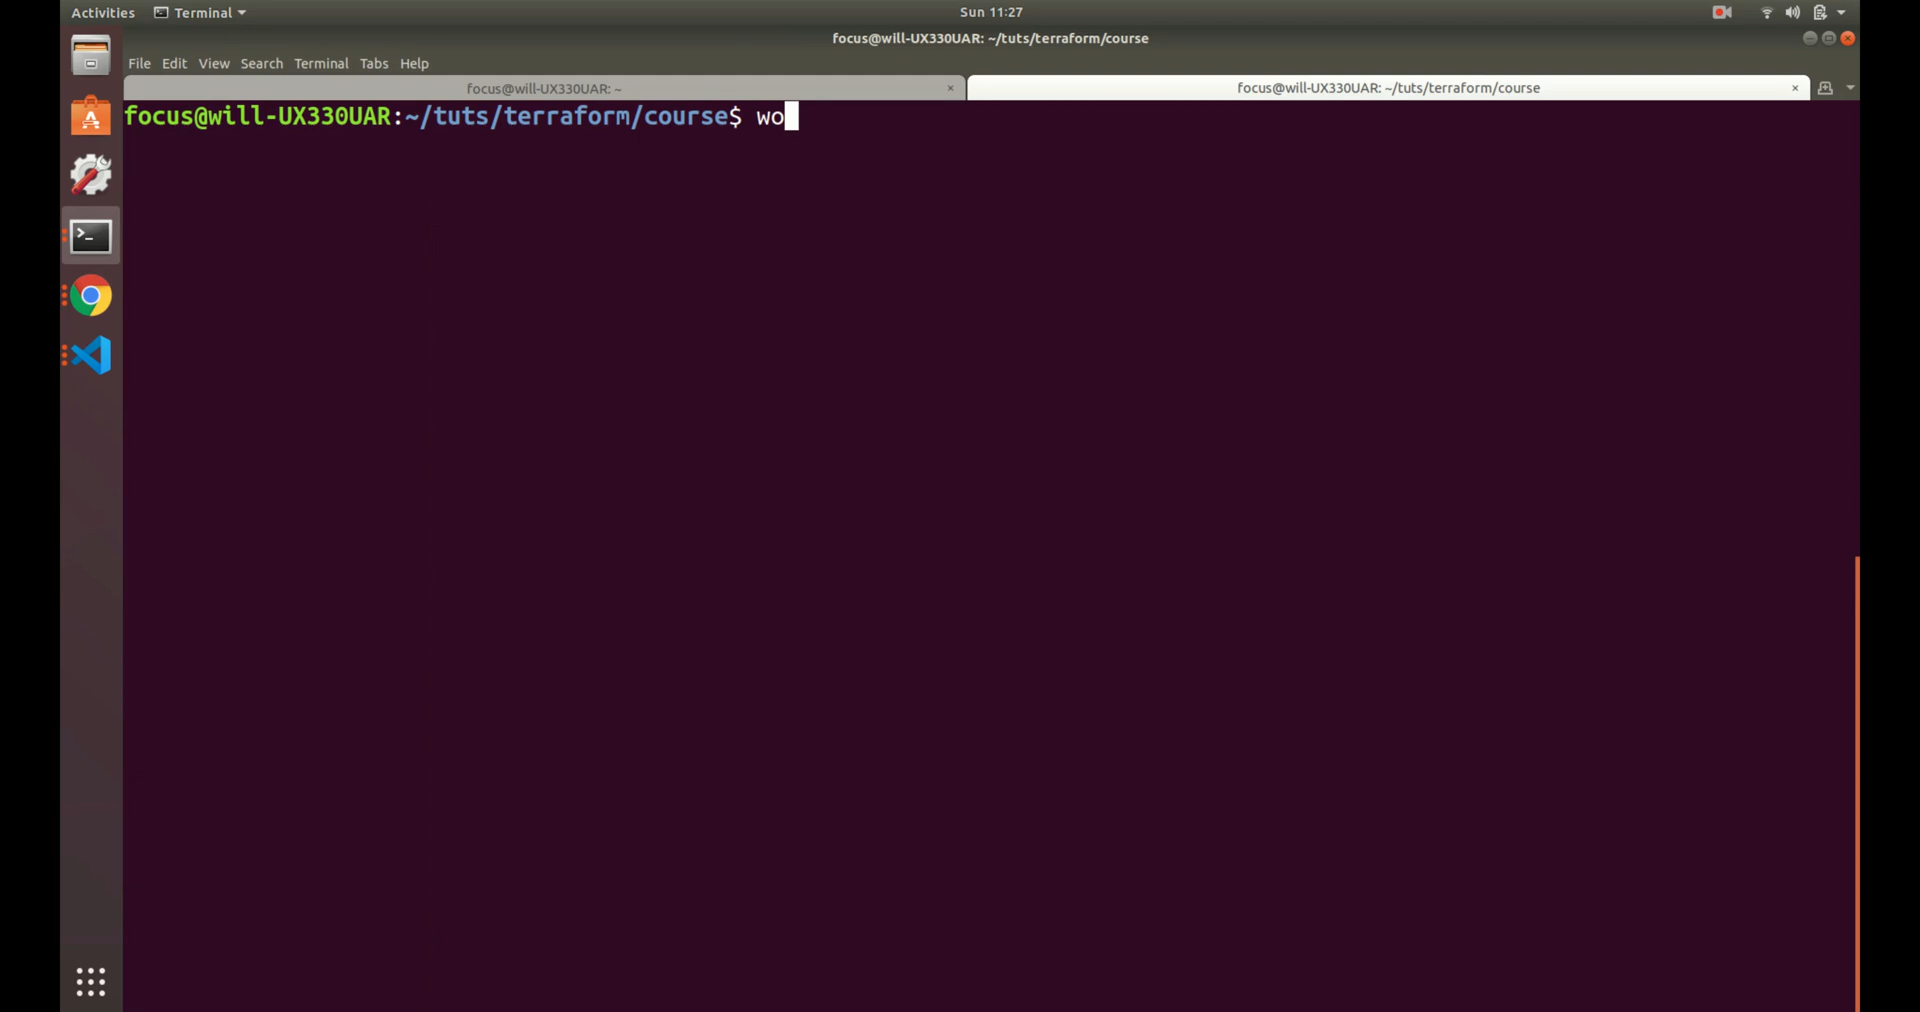 Activities Terminal Sun 11:27
focus@will-UX330UAR: ~/tuts/terraform/course
File Edit View Search Terminal Tabs Help
focus@will-UX330UAR: ~ × focus@will-UX330UAR: ~/tuts/terraform/course ×
focus@will-UX330UAR:~/tuts/terraform/course$ wo